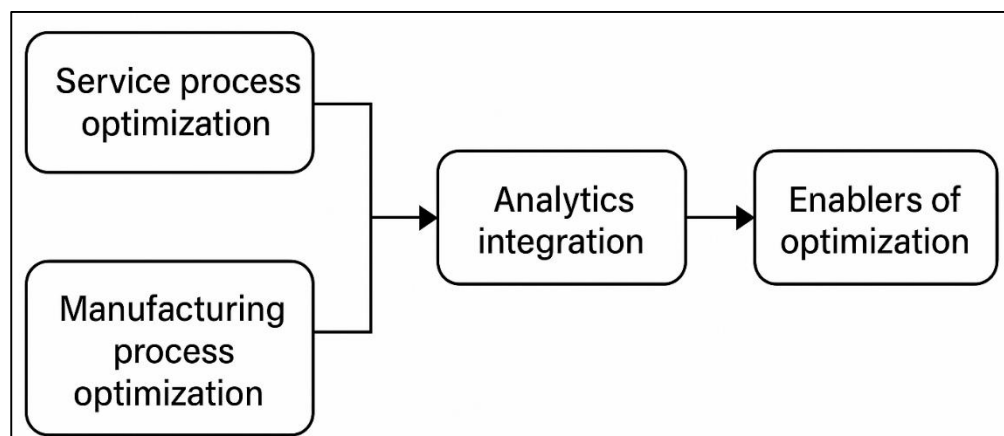 Service process
optimization
Manufacturing
process
optimization
Analytics
integration
Enablers of
optimization